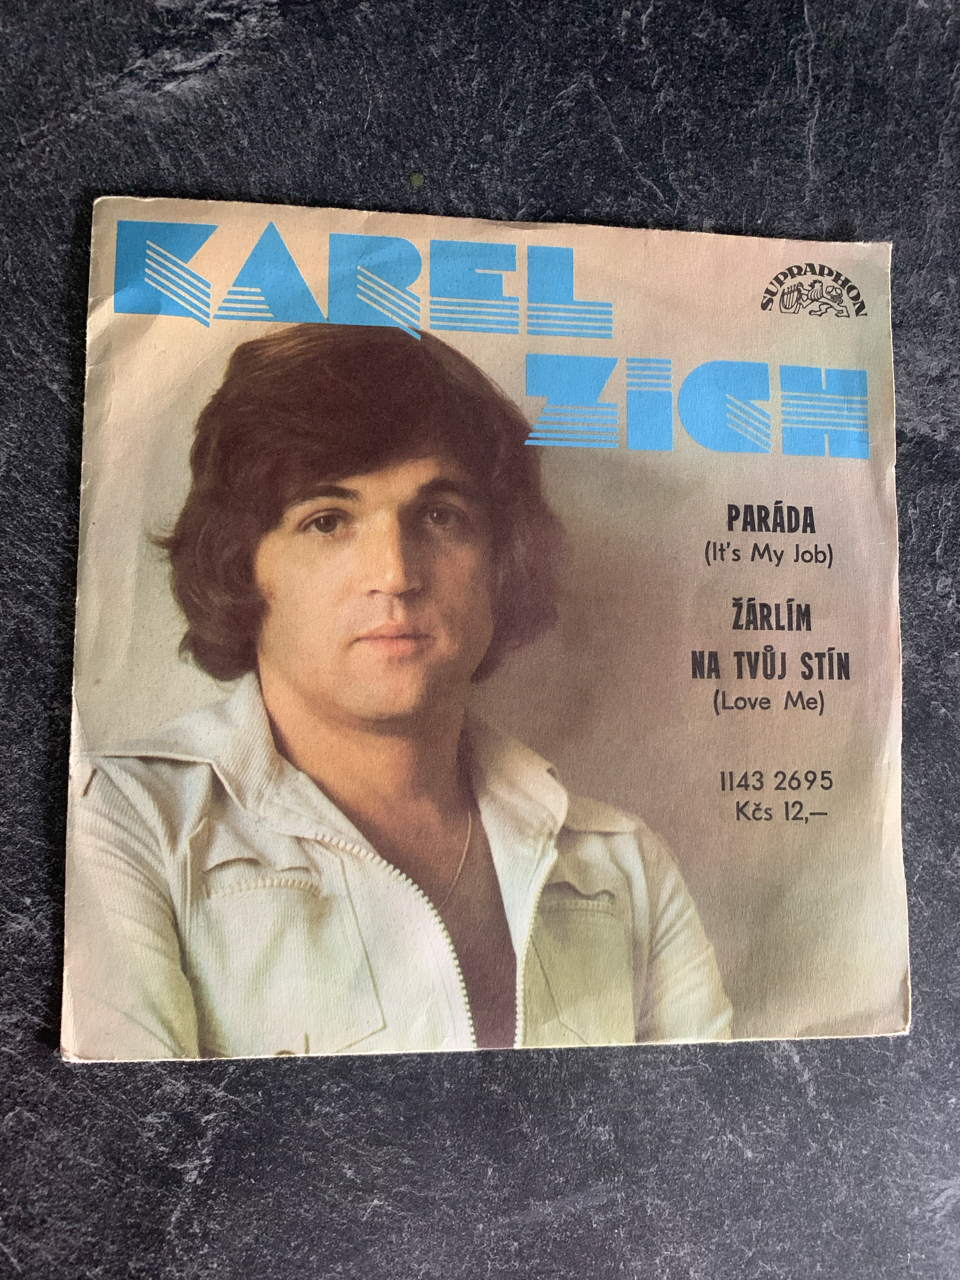 KAREL
SUPRAPHON
ZICH
PARÁDA
(It's My Job)
ŽÁRLÍM
NA TVŮJ STÍN
(Love Me)
1143 2695
Kčs 12,—